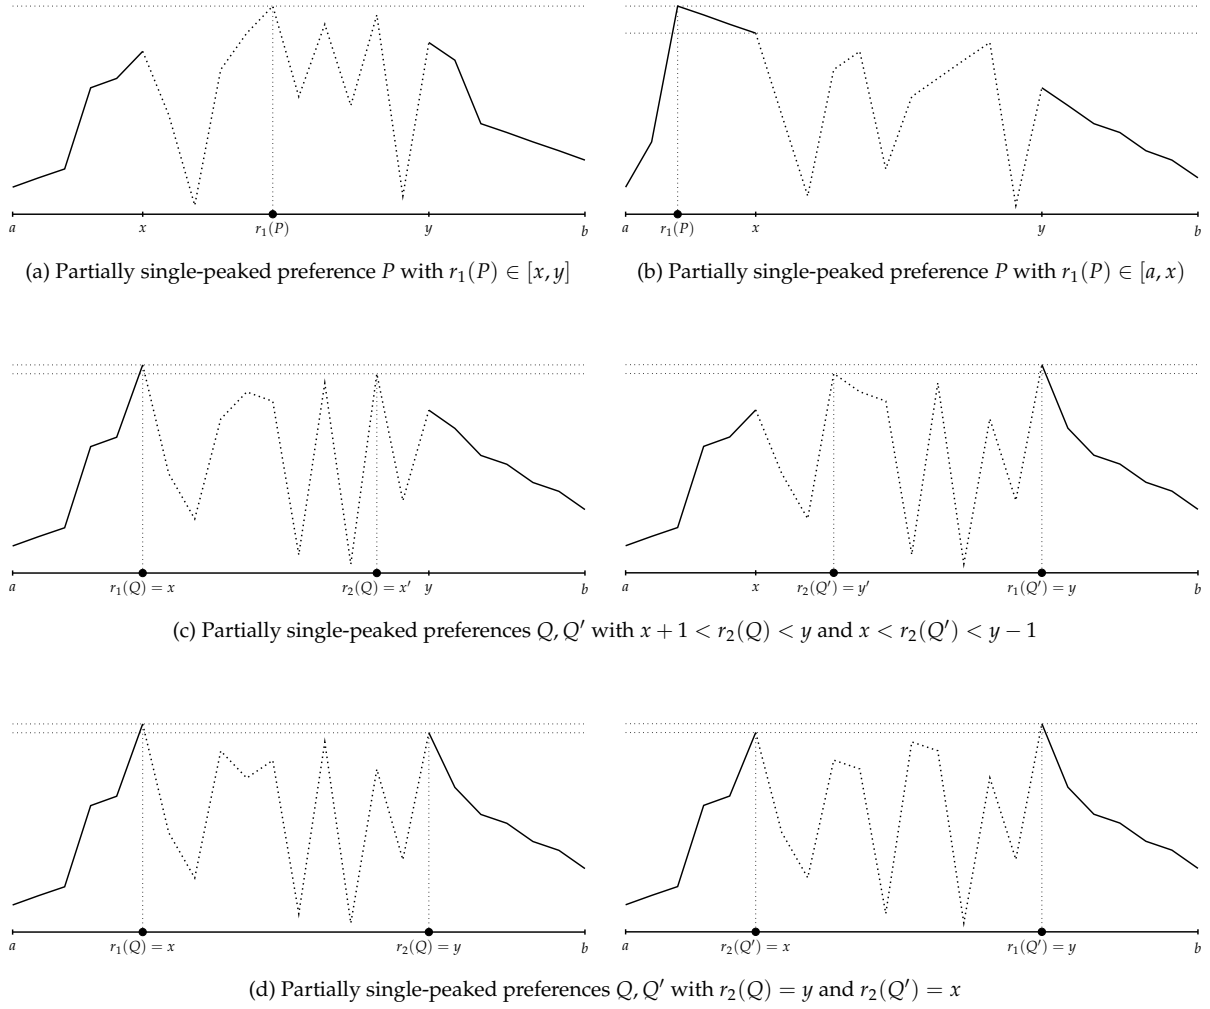 a x r₁(P) y b
a r₁(P) x y b
(a) Partially single-peaked preference P with r₁(P) ∈ [x, y]
(b) Partially single-peaked preference P with r₁(P) ∈ [a, x)
a r₁(Q) = x r₂(Q) = x′ y b
a x r₂(Q′) = y′ r₁(Q′) = y b
(c) Partially single-peaked preferences Q, Q′ with x + 1 < r₂(Q) < y and x < r₂(Q′) < y − 1
a r₁(Q) = x r₂(Q) = y b
a r₂(Q′) = x r₁(Q′) = y b
(d) Partially single-peaked preferences Q, Q′ with r₂(Q) = y and r₂(Q′) = x